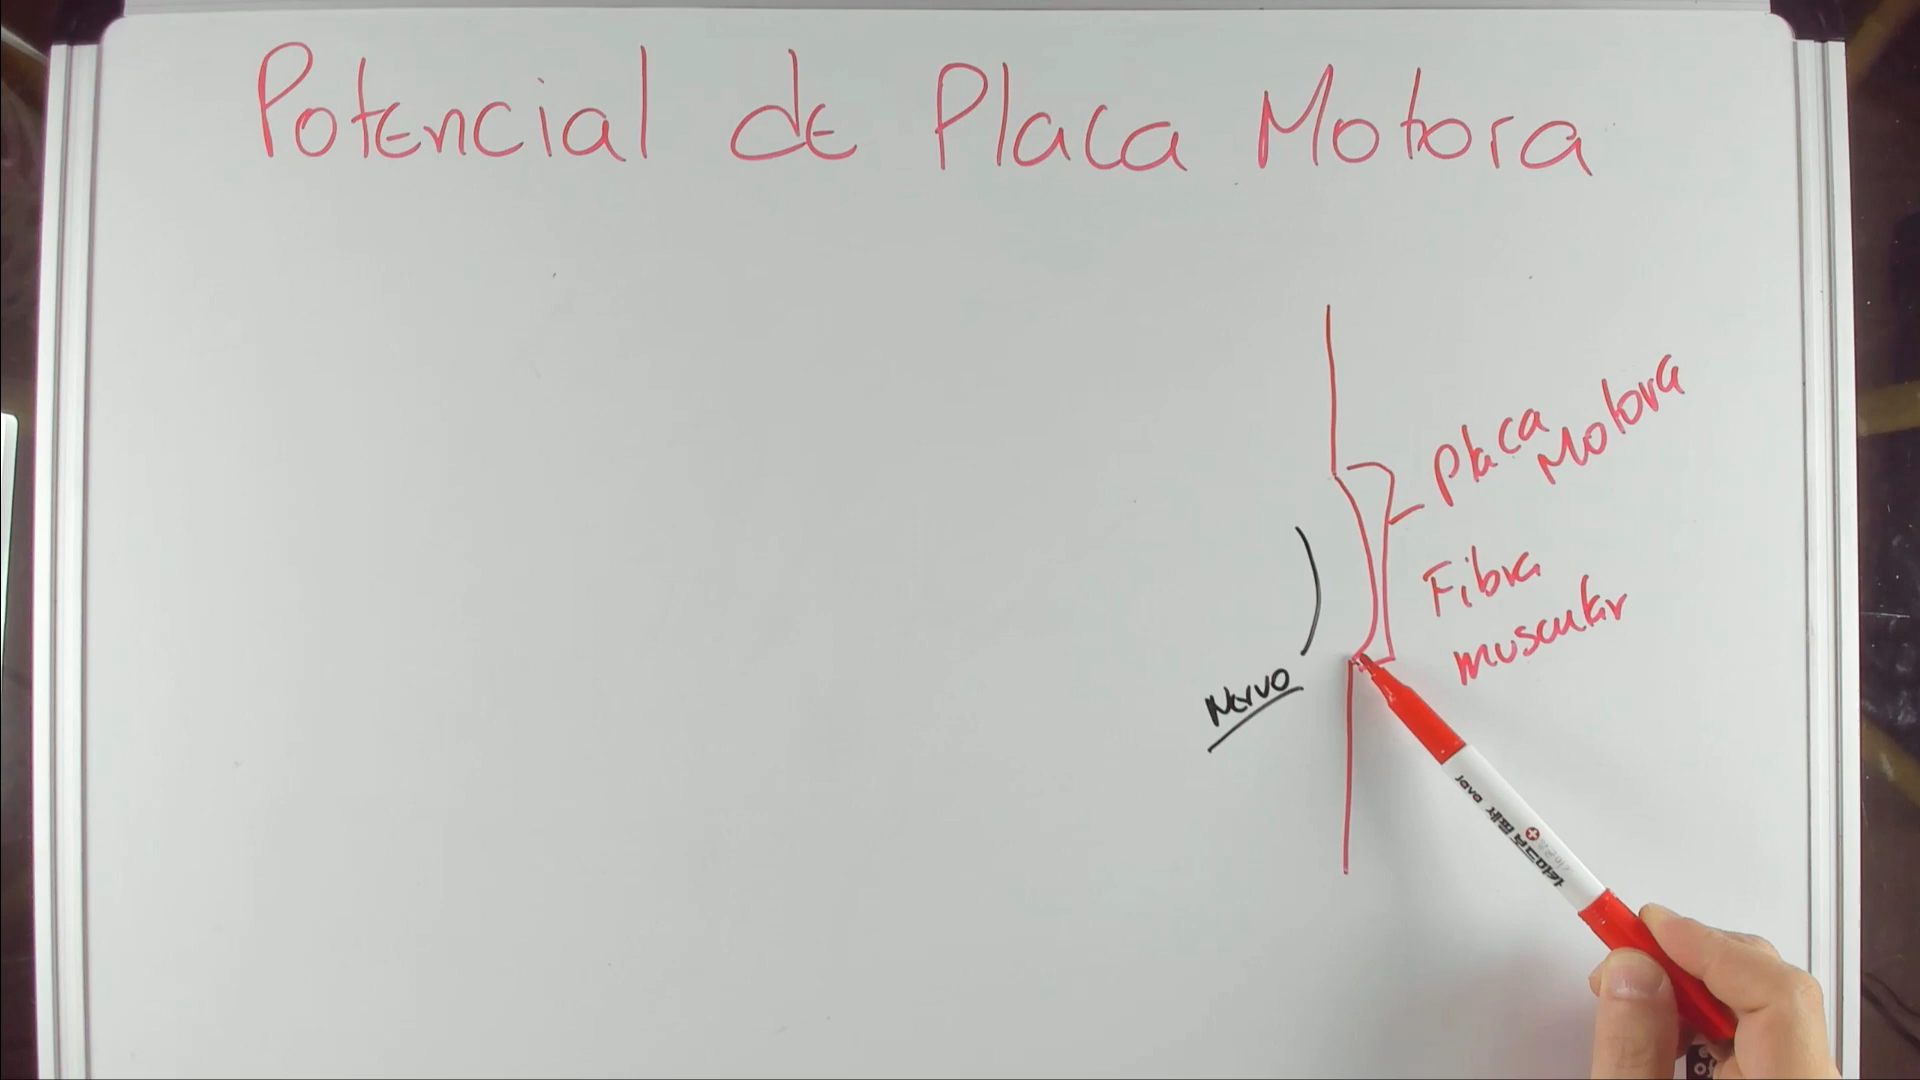 Potencial de Placa Motora
Placa
Motora
Fibra
muscular
Nervo